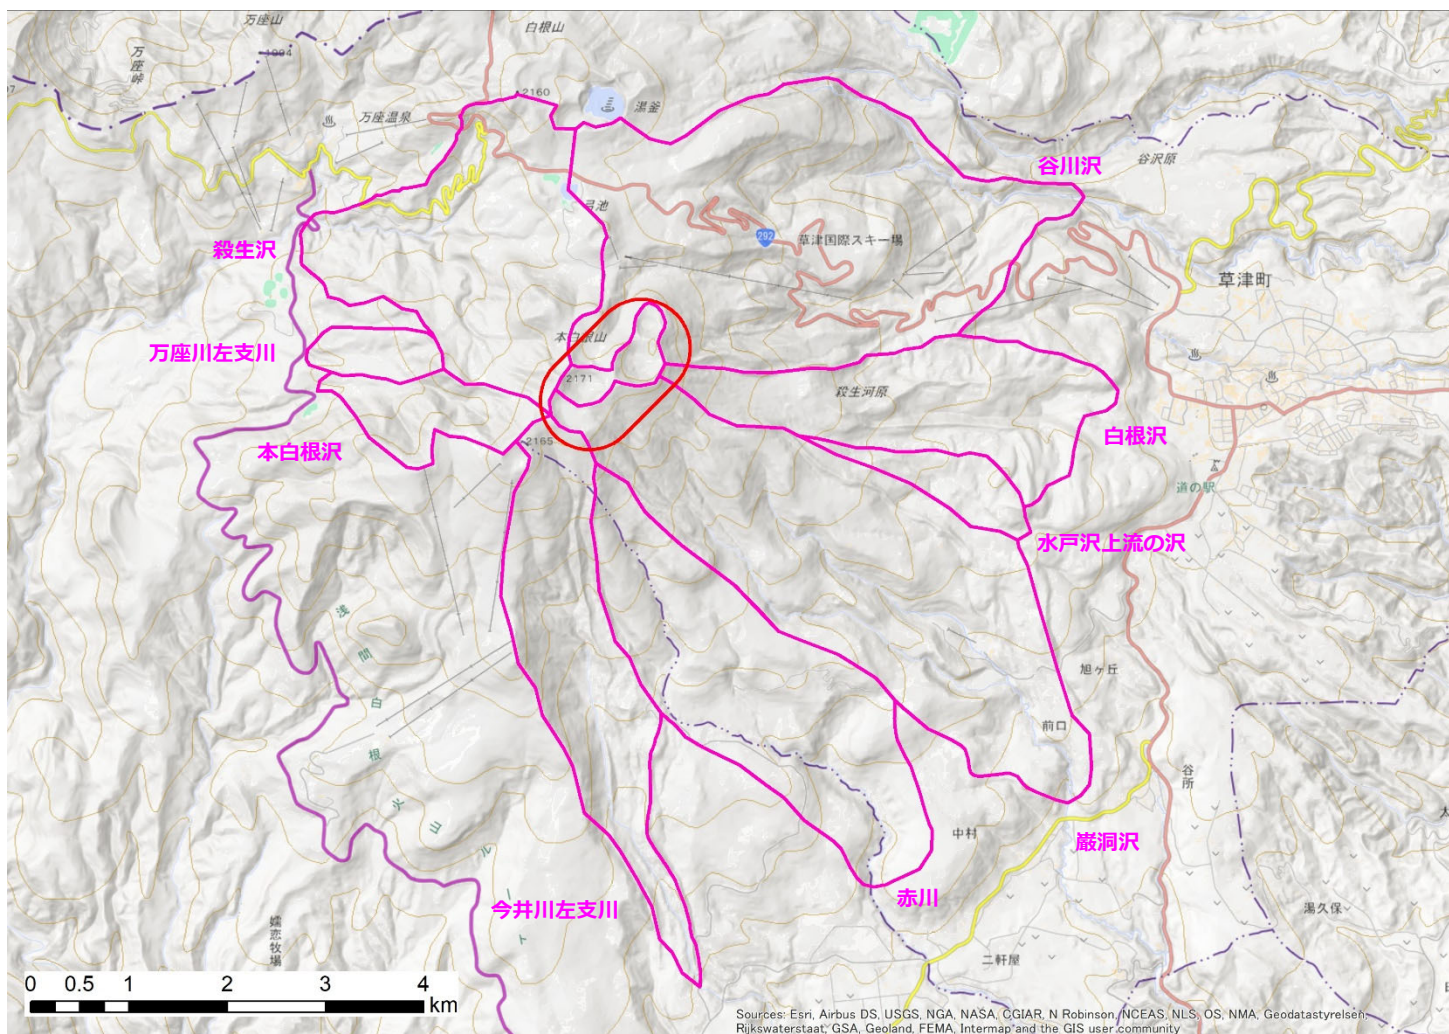 万座山
白根山
1994
万座峠
2160
湯釜
万座温泉
谷沢原
谷川沢
弓池
殺生沢
292
草津国際スキー場
草津町
本白根山
万座川左支川
2171
殺生河原
白根沢
本白根沢
2165
道の駅
水戸沢上流の沢
浅間白根火山ルート
旭ヶ丘
前口
谷所
中村
巌洞沢
赤川
今井川左支川
湯久保
嬬恋牧場
二軒屋
0 0.5 1 2 3 4
km
Sources: Esri, Airbus DS, USGS, NGA, NASA, CGIAR, N Robinson, NCEAS, NLS, OS, NMA, Geodatastyrelsen,
Rijkswaterstaat, GSA, Geoland, FEMA, Intermap and the GIS user community